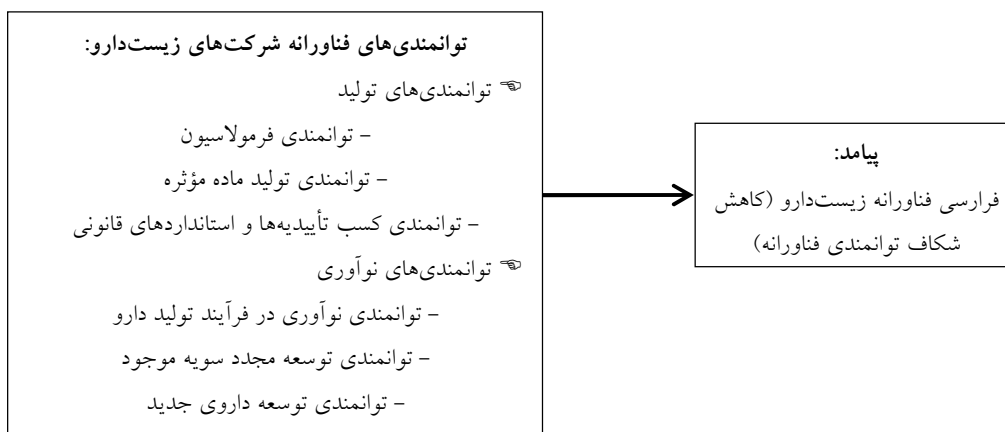 توانمندی‌های فناورانه شرکت‌های زیست‌دارو:
☜ توانمندی‌های تولید
– توانمندی فرمولاسیون
– توانمندی تولید ماده مؤثره
– توانمندی کسب تأییدیه‌ها و استانداردهای قانونی
☜ توانمندی‌های نوآوری
– توانمندی نوآوری در فرآیند تولید دارو
– توانمندی توسعه مجدد سویه موجود
– توانمندی توسعه داروی جدید
پیامد:
فرارسی فناورانه زیست‌دارو (کاهش
شکاف توانمندی فناورانه)